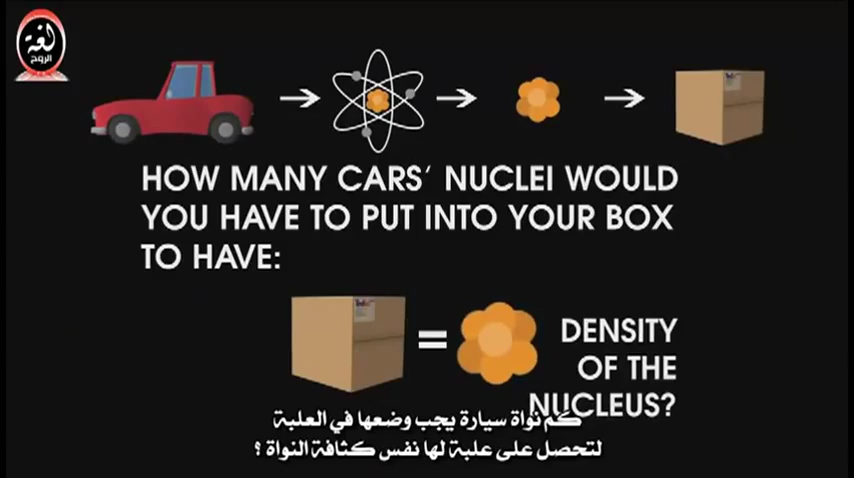 لغة
الروح
HOW MANY CARS' NUCLEI WOULD
YOU HAVE TO PUT INTO YOUR BOX
TO HAVE:
=
DENSITY
OF THE
NUCLEUS?
كم نواة سيارة يجب وضعها في العلبة
لتحصل على علبة لها نفس كثافة النواة ؟